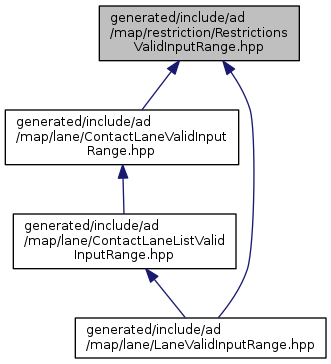 generated/include/ad
/map/restriction/Restrictions
ValidInputRange.hpp
generated/include/ad
/map/lane/ContactLaneValidInput
Range.hpp
generated/include/ad
/map/lane/ContactLaneListValid
InputRange.hpp
generated/include/ad
/map/lane/LaneValidInputRange.hpp